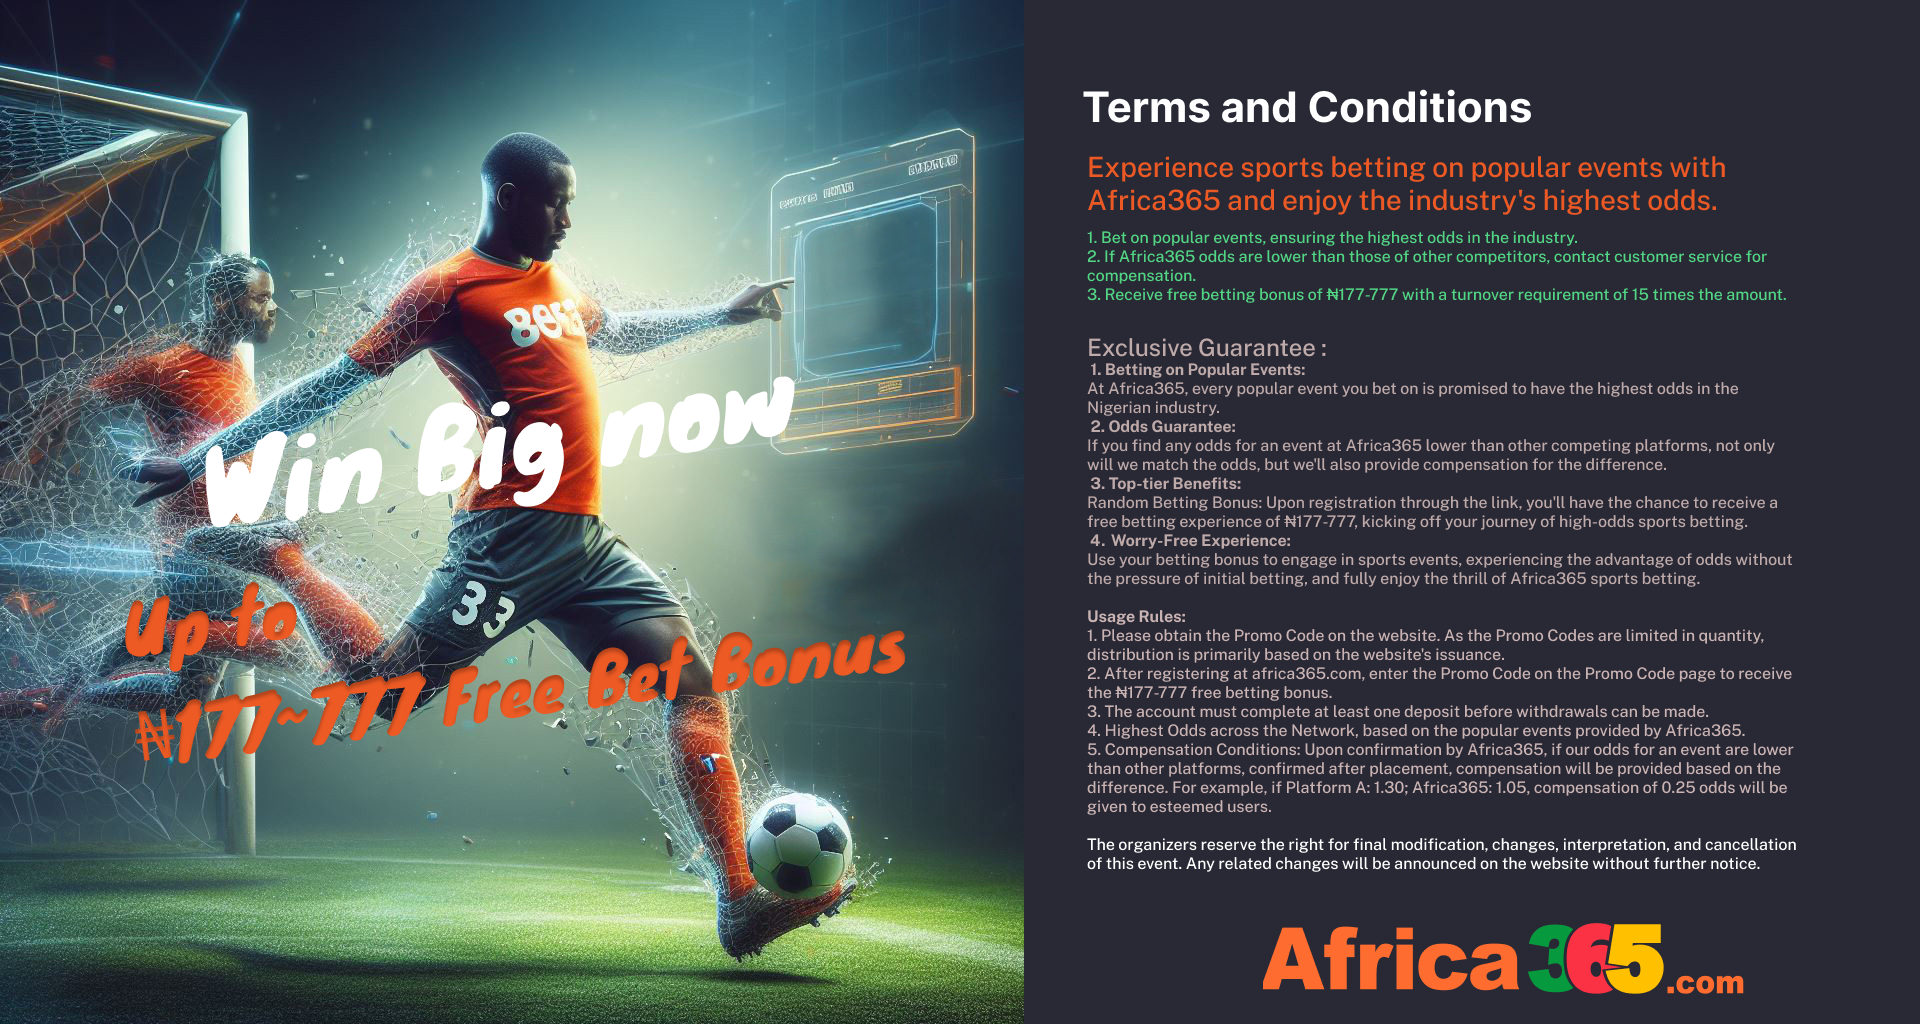 Win Big now
Up to
₦177~777 Free Bet Bonus
33
Terms and Conditions
Experience sports betting on popular events with
Africa365 and enjoy the industry's highest odds.
1. Bet on popular events, ensuring the highest odds in the industry.
2. If Africa365 odds are lower than those of other competitors, contact customer service for
compensation.
3. Receive free betting bonus of ₦177-777 with a turnover requirement of 15 times the amount.
Exclusive Guarantee :
1. Betting on Popular Events:
At Africa365, every popular event you bet on is promised to have the highest odds in the
Nigerian industry.
2. Odds Guarantee:
If you find any odds for an event at Africa365 lower than other competing platforms, not only
will we match the odds, but we'll also provide compensation for the difference.
3. Top-tier Benefits:
Random Betting Bonus: Upon registration through the link, you'll have the chance to receive a
free betting experience of ₦177-777, kicking off your journey of high-odds sports betting.
4. Worry-Free Experience:
Use your betting bonus to engage in sports events, experiencing the advantage of odds without
the pressure of initial betting, and fully enjoy the thrill of Africa365 sports betting.
Usage Rules:
1. Please obtain the Promo Code on the website. As the Promo Codes are limited in quantity,
distribution is primarily based on the website's issuance.
2. After registering at africa365.com, enter the Promo Code on the Promo Code page to receive
the ₦177-777 free betting bonus.
3. The account must complete at least one deposit before withdrawals can be made.
4. Highest Odds across the Network, based on the popular events provided by Africa365.
5. Compensation Conditions: Upon confirmation by Africa365, if our odds for an event are lower
than other platforms, confirmed after placement, compensation will be provided based on the
difference. For example, if Platform A: 1.30; Africa365: 1.05, compensation of 0.25 odds will be
given to esteemed users.
The organizers reserve the right for final modification, changes, interpretation, and cancellation
of this event. Any related changes will be announced on the website without further notice.
Africa365.com